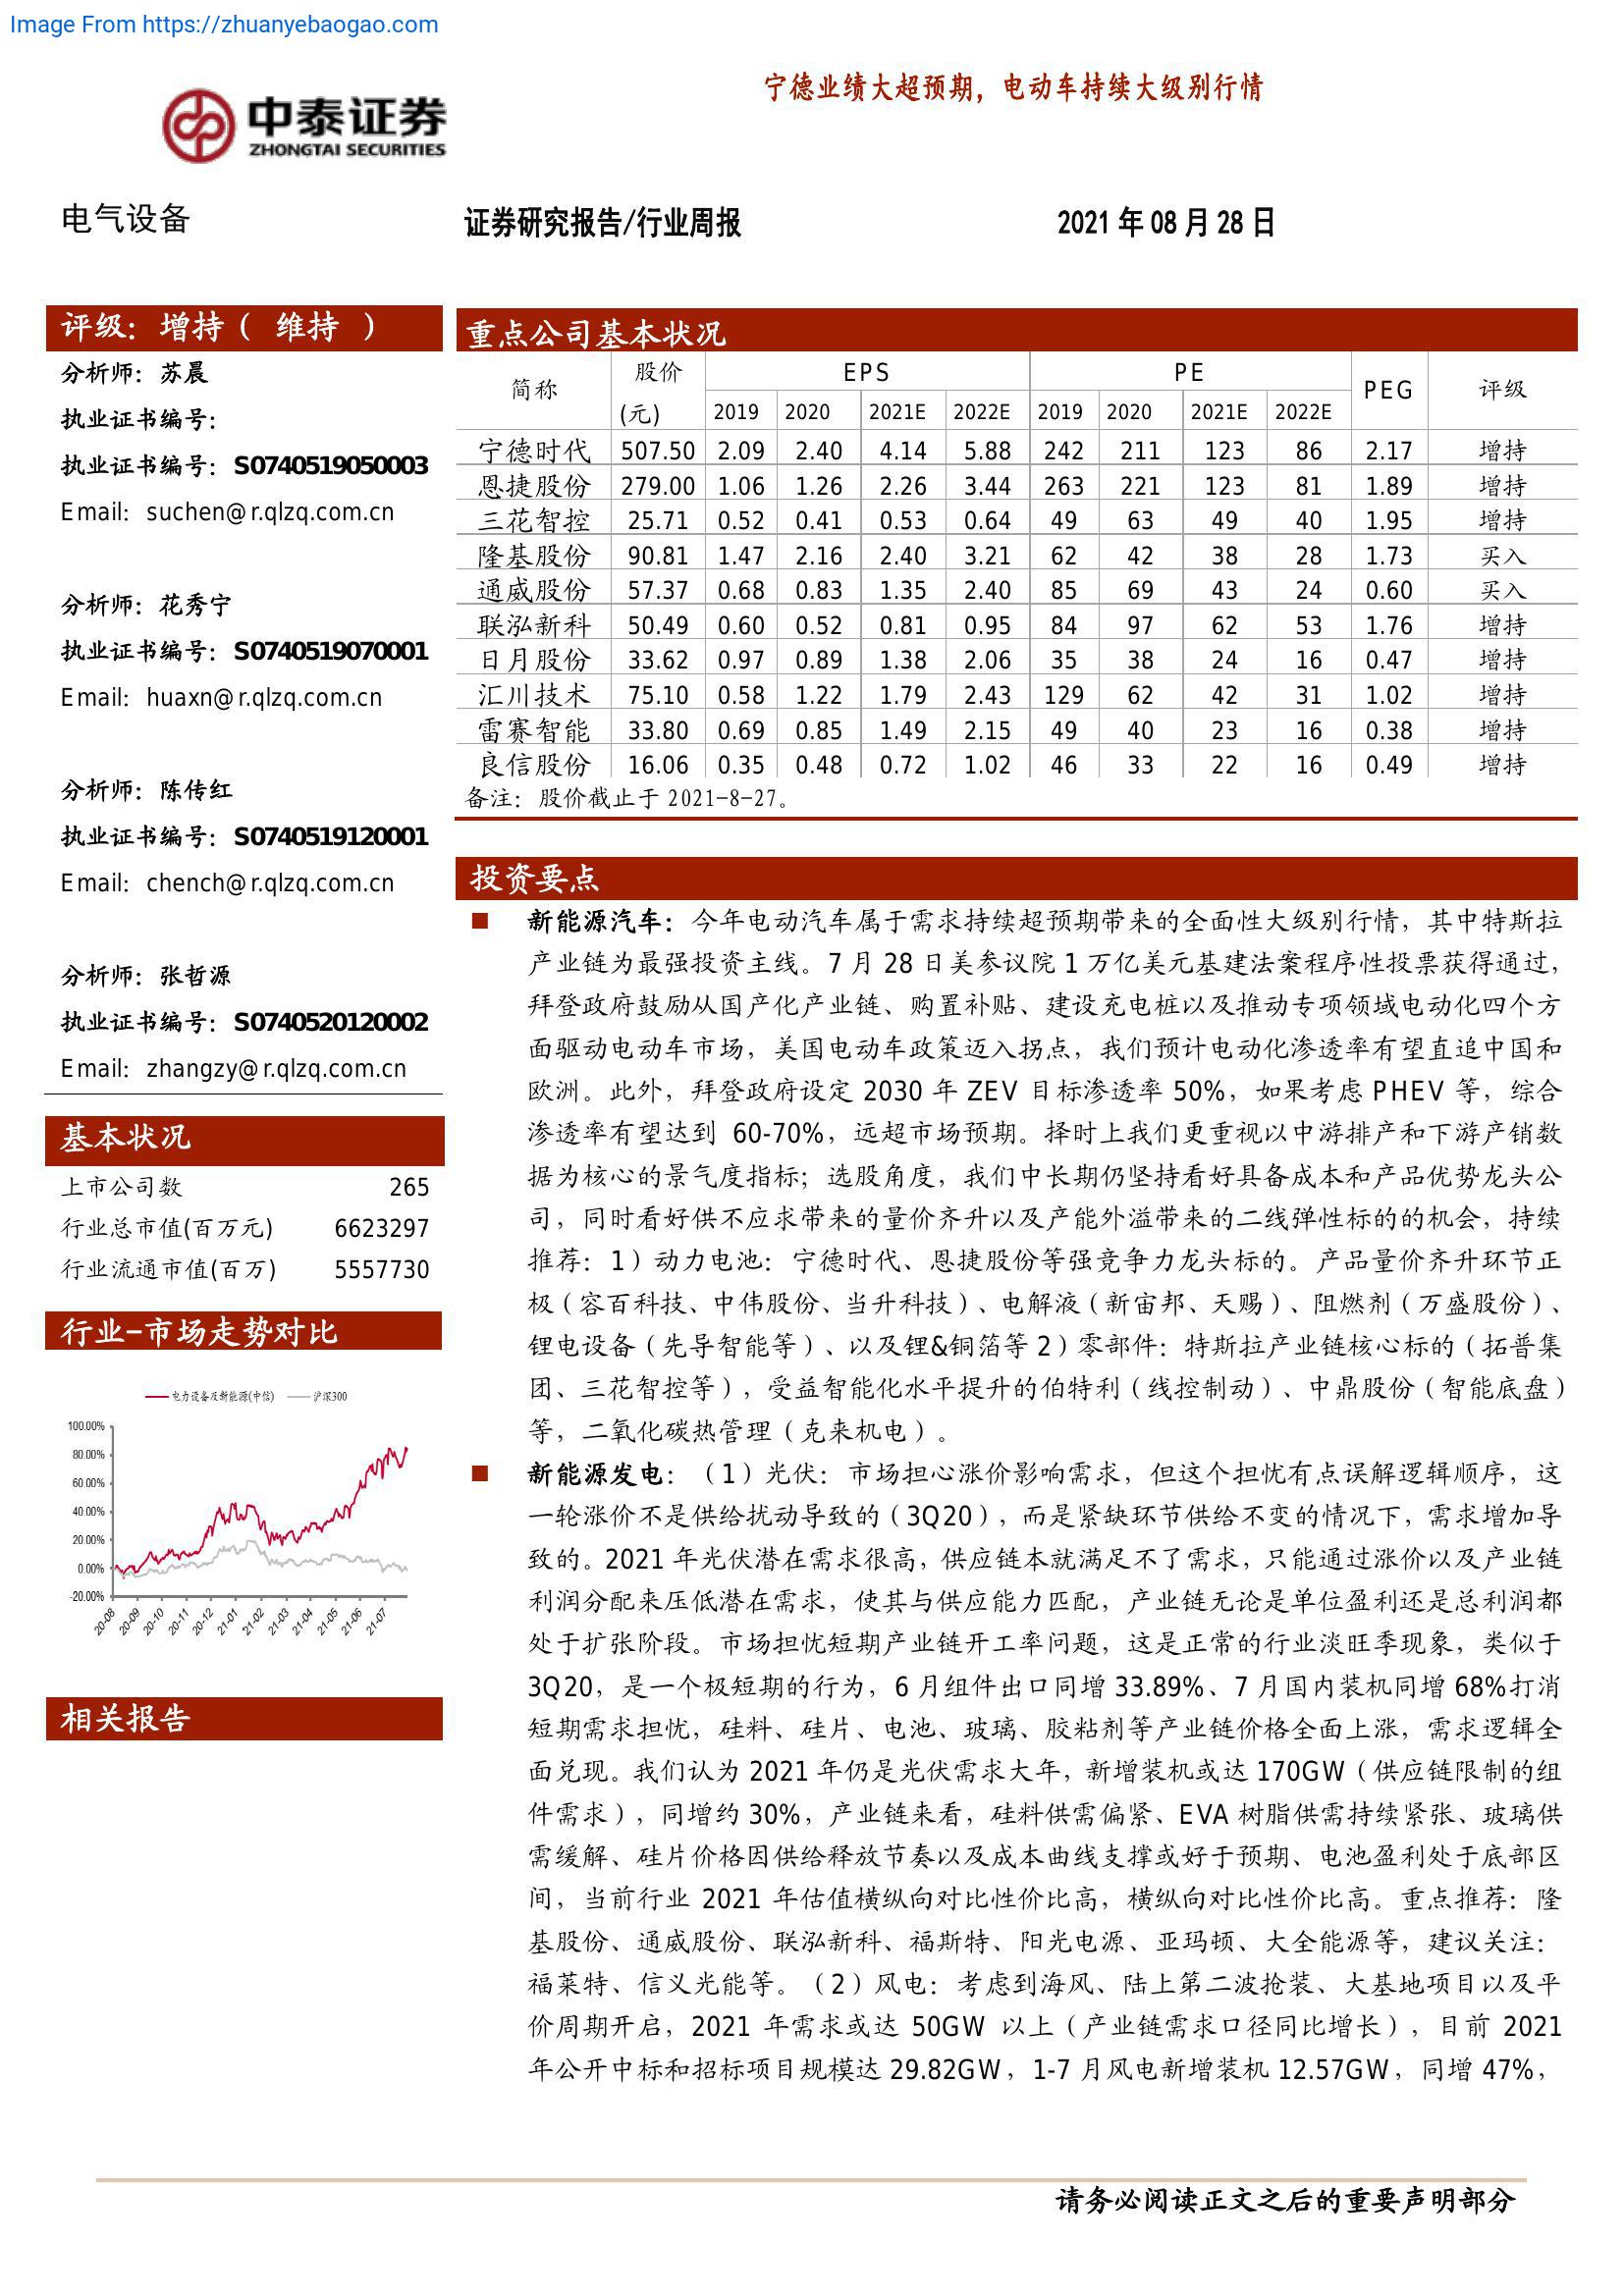 Image From https://zhuanyebaogao.com
宁德业绩大超预期，电动车持续大级别行情
中泰证券
ZHONGTAI SECURITIES
电气设备
证券研究报告/行业周报
2021 年 08 月 28 日
评级：增持（ 维持 ）
分析师：苏晨
执业证书编号：
执业证书编号：S0740519050003
Email：suchen@r.qlzq.com.cn
分析师：花秀宁
执业证书编号：S0740519070001
Email：huaxn@r.qlzq.com.cn
分析师：陈传红
执业证书编号：S0740519120001
Email：chench@r.qlzq.com.cn
分析师：张哲源
执业证书编号：S0740520120002
Email：zhangzy@r.qlzq.com.cn
基本状况
上市公司数 265
行业总市值(百万元) 6623297
行业流通市值(百万) 5557730
行业-市场走势对比
电力设备及新能源(中信) 沪深300
100.00%
80.00%
60.00%
40.00%
20.00%
0.00%
-20.00%
20-08 20-09 20-10 20-11 20-12 21-01 21-02 21-03 21-04 21-05 21-06 21-07
相关报告
重点公司基本状况
简称 股价(元) EPS PE PEG 评级
2019 2020 2021E 2022E 2019 2020 2021E 2022E
宁德时代 507.50 2.09 2.40 4.14 5.88 242 211 123 86 2.17 增持
恩捷股份 279.00 1.06 1.26 2.26 3.44 263 221 123 81 1.89 增持
三花智控 25.71 0.52 0.41 0.53 0.64 49 63 49 40 1.95 增持
隆基股份 90.81 1.47 2.16 2.40 3.21 62 42 38 28 1.73 买入
通威股份 57.37 0.68 0.83 1.35 2.40 85 69 43 24 0.60 买入
联泓新科 50.49 0.60 0.52 0.81 0.95 84 97 62 53 1.76 增持
日月股份 33.62 0.97 0.89 1.38 2.06 35 38 24 16 0.47 增持
汇川技术 75.10 0.58 1.22 1.79 2.43 129 62 42 31 1.02 增持
雷赛智能 33.80 0.69 0.85 1.49 2.15 49 40 23 16 0.38 增持
良信股份 16.06 0.35 0.48 0.72 1.02 46 33 22 16 0.49 增持
备注：股价截止于 2021-8-27。
投资要点
■ 新能源汽车：今年电动汽车属于需求持续超预期带来的全面性大级别行情，其中特斯拉
产业链为最强投资主线。7 月 28 日美参议院 1 万亿美元基建法案程序性投票获得通过，
拜登政府鼓励从国产化产业链、购置补贴、建设充电桩以及推动专项领域电动化四个方
面驱动电动车市场，美国电动车政策迈入拐点，我们预计电动化渗透率有望直追中国和
欧洲。此外，拜登政府设定 2030 年 ZEV 目标渗透率 50%，如果考虑 PHEV 等，综合
渗透率有望达到 60-70%，远超市场预期。择时上我们更重视以中游排产和下游产销数
据为核心的景气度指标；选股角度，我们中长期仍坚持看好具备成本和产品优势龙头公
司，同时看好供不应求带来的量价齐升以及产能外溢带来的二线弹性标的的机会，持续
推荐：1）动力电池：宁德时代、恩捷股份等强竞争力龙头标的。产品量价齐升环节正
极（容百科技、中伟股份、当升科技）、电解液（新宙邦、天赐）、阻燃剂（万盛股份）、
锂电设备（先导智能等）、以及锂&铜箔等 2）零部件：特斯拉产业链核心标的（拓普集
团、三花智控等），受益智能化水平提升的伯特利（线控制动）、中鼎股份（智能底盘）
等，二氧化碳热管理（克来机电）。
■ 新能源发电：（1）光伏：市场担心涨价影响需求，但这个担忧有点误解逻辑顺序，这
一轮涨价不是供给扰动导致的（3Q20），而是紧缺环节供给不变的情况下，需求增加导
致的。2021 年光伏潜在需求很高，供应链本就满足不了需求，只能通过涨价以及产业链
利润分配来压低潜在需求，使其与供应能力匹配，产业链无论是单位盈利还是总利润都
处于扩张阶段。市场担忧短期产业链开工率问题，这是正常的行业淡旺季现象，类似于
3Q20，是一个极短期的行为，6 月组件出口同增 33.89%、7 月国内装机同增 68%打消
短期需求担忧，硅料、硅片、电池、玻璃、胶粘剂等产业链价格全面上涨，需求逻辑全
面兑现。我们认为 2021 年仍是光伏需求大年，新增装机或达 170GW（供应链限制的组
件需求），同增约 30%，产业链来看，硅料供需偏紧、EVA 树脂供需持续紧张、玻璃供
需缓解、硅片价格因供给释放节奏以及成本曲线支撑或好于预期、电池盈利处于底部区
间，当前行业 2021 年估值横纵向对比性价比高，横纵向对比性价比高。重点推荐：隆
基股份、通威股份、联泓新科、福斯特、阳光电源、亚玛顿、大全能源等，建议关注：
福莱特、信义光能等。（2）风电：考虑到海风、陆上第二波抢装、大基地项目以及平
价周期开启，2021 年需求或达 50GW 以上（产业链需求口径同比增长），目前 2021
年公开中标和招标项目规模达 29.82GW，1-7 月风电新增装机 12.57GW，同增 47%，
请务必阅读正文之后的重要声明部分